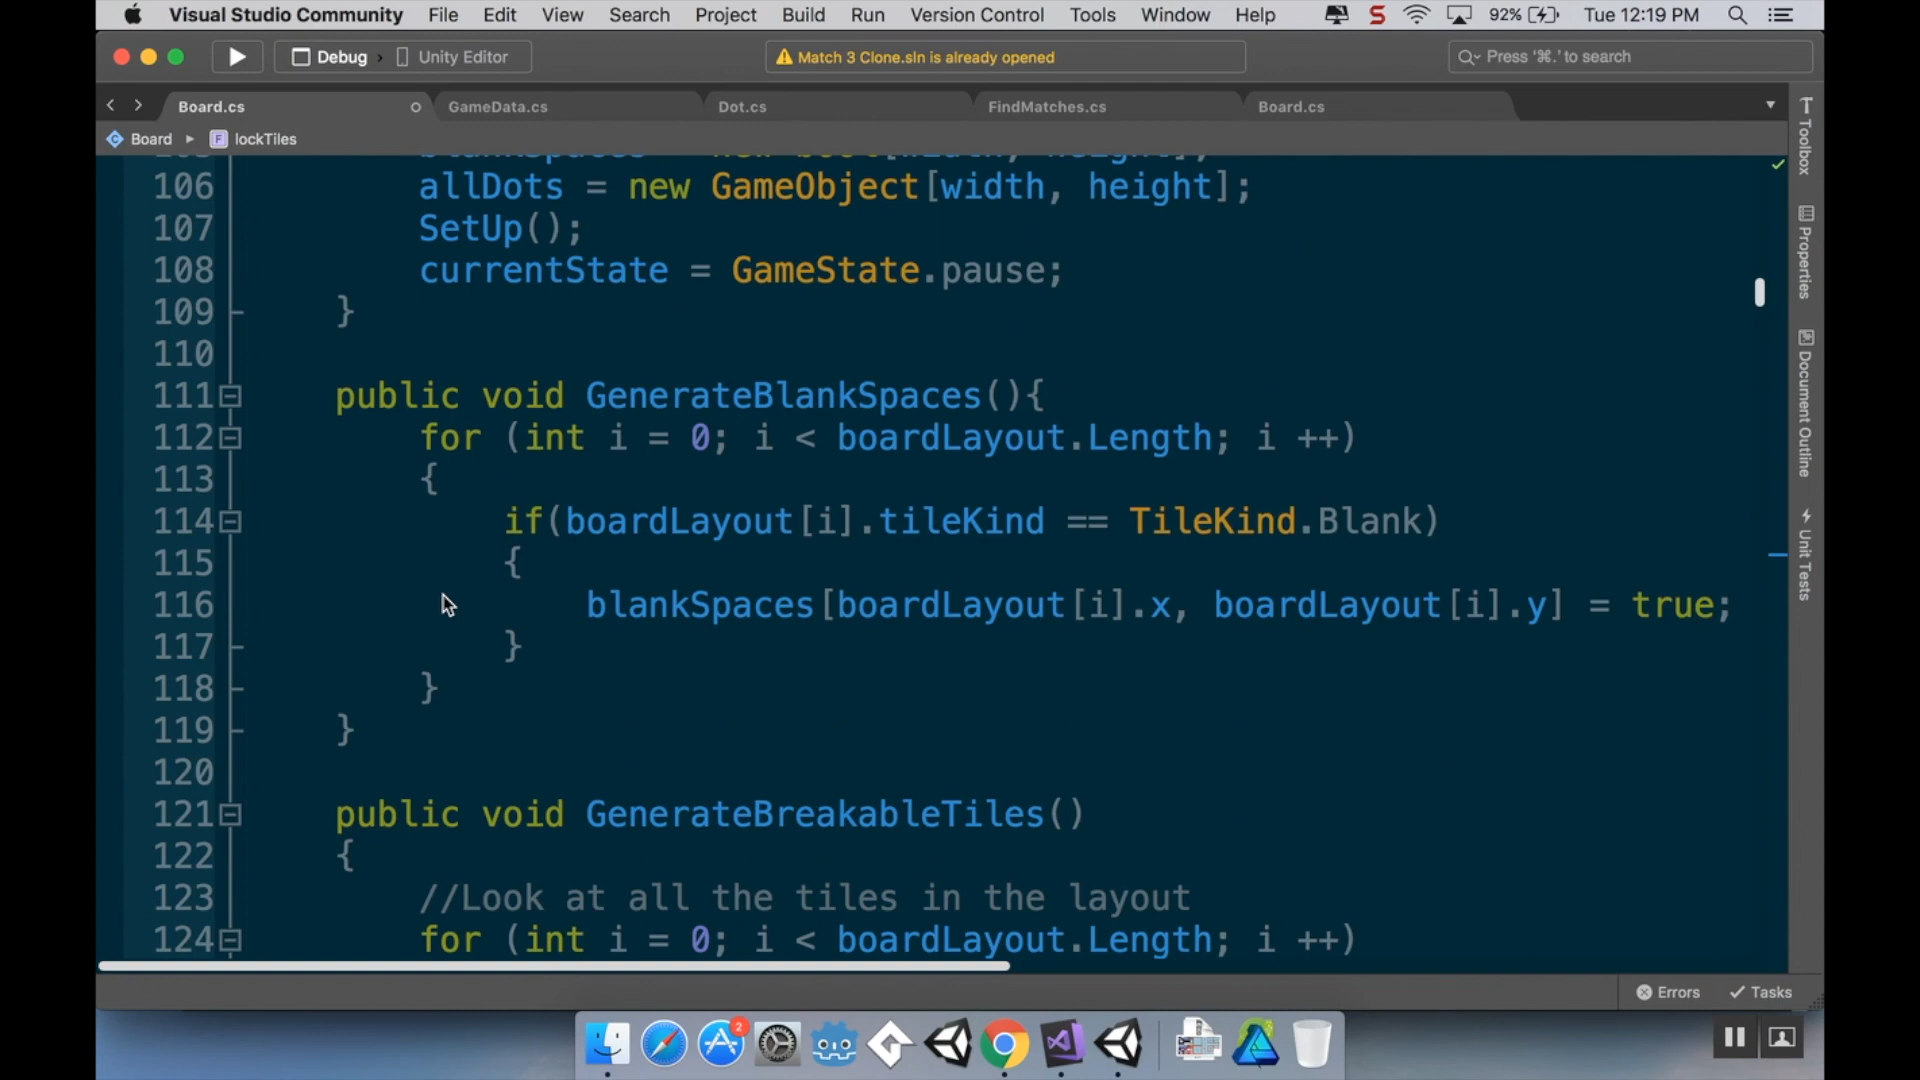 Visual Studio Community File Edit View Search Project Build Run Version Control Tools Window Help S 92% Tue 12:19 PM
Debug Unity Editor Match 3 Clone.sln is already opened Press '⌘.' to search
Board.cs GameData.cs Dot.cs FindMatches.cs Board.cs
Board F lockTiles
106 allDots = new GameObject[width, height];
107 SetUp();
108 currentState = GameState.pause;
109 }
110
111 public void GenerateBlankSpaces(){
112 for (int i = 0; i < boardLayout.Length; i ++)
113 {
114 if(boardLayout[i].tileKind == TileKind.Blank)
115 {
116 blankSpaces[boardLayout[i].x, boardLayout[i].y] = true;
117 }
118 }
119 }
120
121 public void GenerateBreakableTiles()
122 {
123 //Look at all the tiles in the layout
124 for (int i = 0; i < boardLayout.Length; i ++)
Toolbox
Properties
Document Outline
Unit Tests
Errors Tasks
2